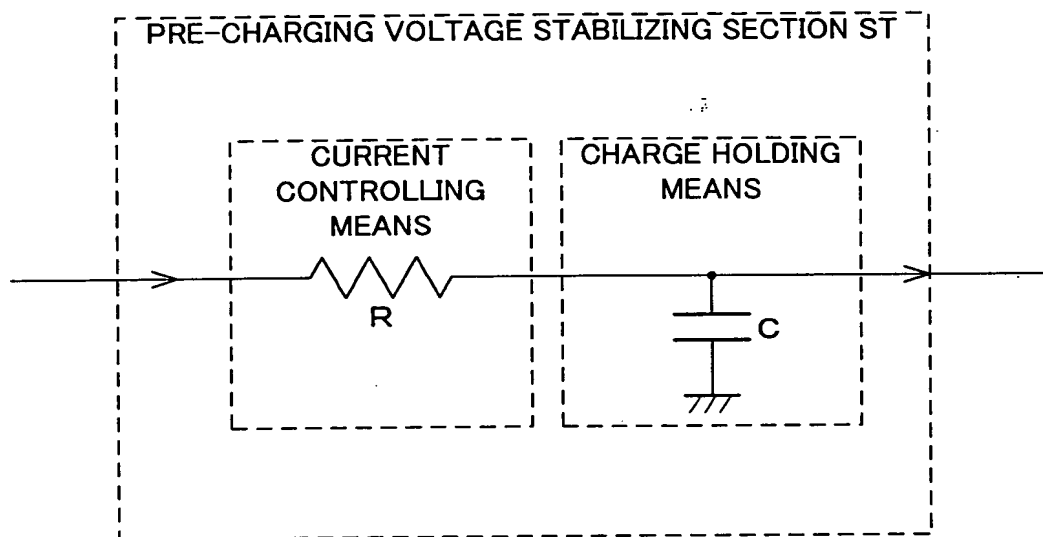 PRE-CHARGING VOLTAGE STABILIZING SECTION ST
CURRENT
CONTROLLING
MEANS
CHARGE HOLDING
MEANS
R
C